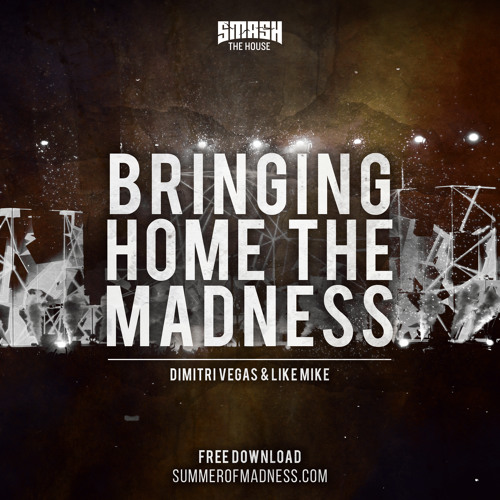 SMASH
THE HOUSE
BRINGING
HOME THE
MADNESS
DIMITRI VEGAS & LIKE MIKE
FREE DOWNLOAD
SUMMEROFMADNESS.COM